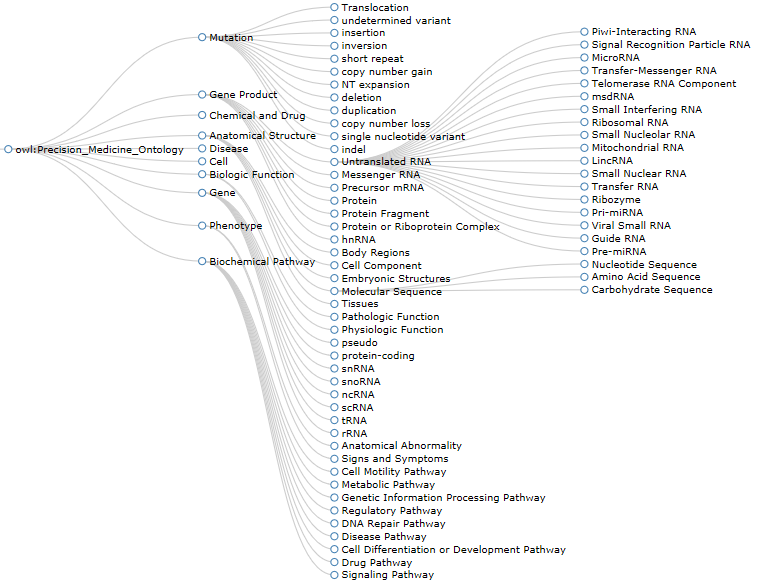 owl:Precision_Medicine_Ontology
Mutation
Gene Product
Chemical and Drug
Anatomical Structure
Disease
Cell
Biologic Function
Gene
Phenotype
Biochemical Pathway
Translocation
undetermined variant
insertion
inversion
short repeat
copy number gain
NT expansion
deletion
duplication
copy number loss
single nucleotide variant
indel
Untranslated RNA
Messenger RNA
Precursor mRNA
Protein
Protein Fragment
Protein or Riboprotein Complex
hnRNA
Body Regions
Cell Component
Embryonic Structures
Molecular Sequence
Tissues
Pathologic Function
Physiologic Function
pseudo
protein-coding
snRNA
snoRNA
ncRNA
scRNA
tRNA
rRNA
Anatomical Abnormality
Signs and Symptoms
Cell Motility Pathway
Metabolic Pathway
Genetic Information Processing Pathway
Regulatory Pathway
DNA Repair Pathway
Disease Pathway
Cell Differentiation or Development Pathway
Drug Pathway
Signaling Pathway
Piwi-Interacting RNA
Signal Recognition Particle RNA
MicroRNA
Transfer-Messenger RNA
Telomerase RNA Component
msdRNA
Small Interfering RNA
Ribosomal RNA
Small Nucleolar RNA
Mitochondrial RNA
LincRNA
Small Nuclear RNA
Transfer RNA
Ribozyme
Pri-miRNA
Viral Small RNA
Guide RNA
Pre-miRNA
Nucleotide Sequence
Amino Acid Sequence
Carbohydrate Sequence